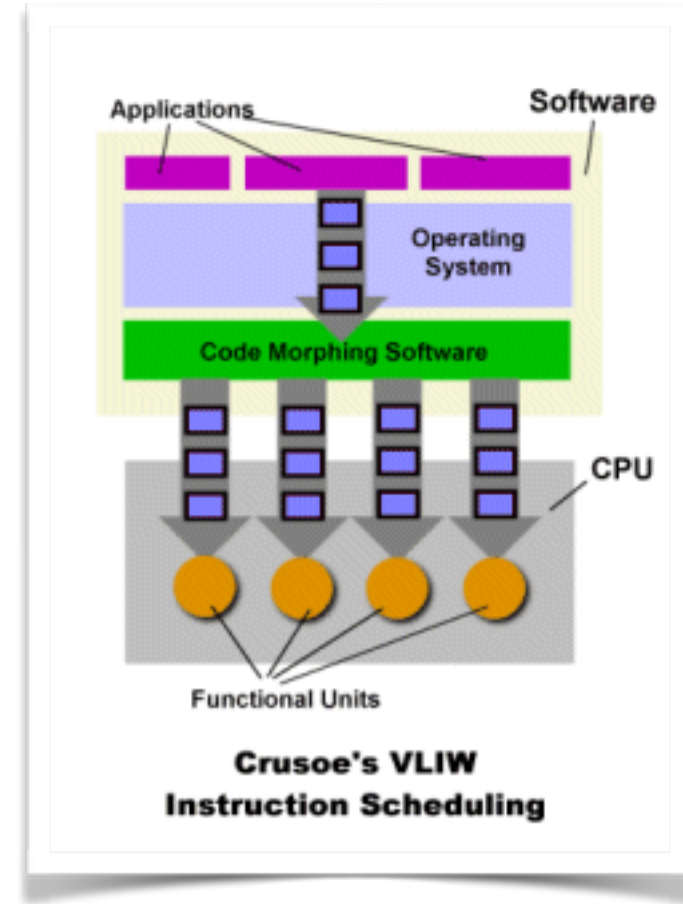 Applications
Software
Operating
System
Code Morphing Software
CPU
Functional Units
Crusoe's VLIW
Instruction Scheduling